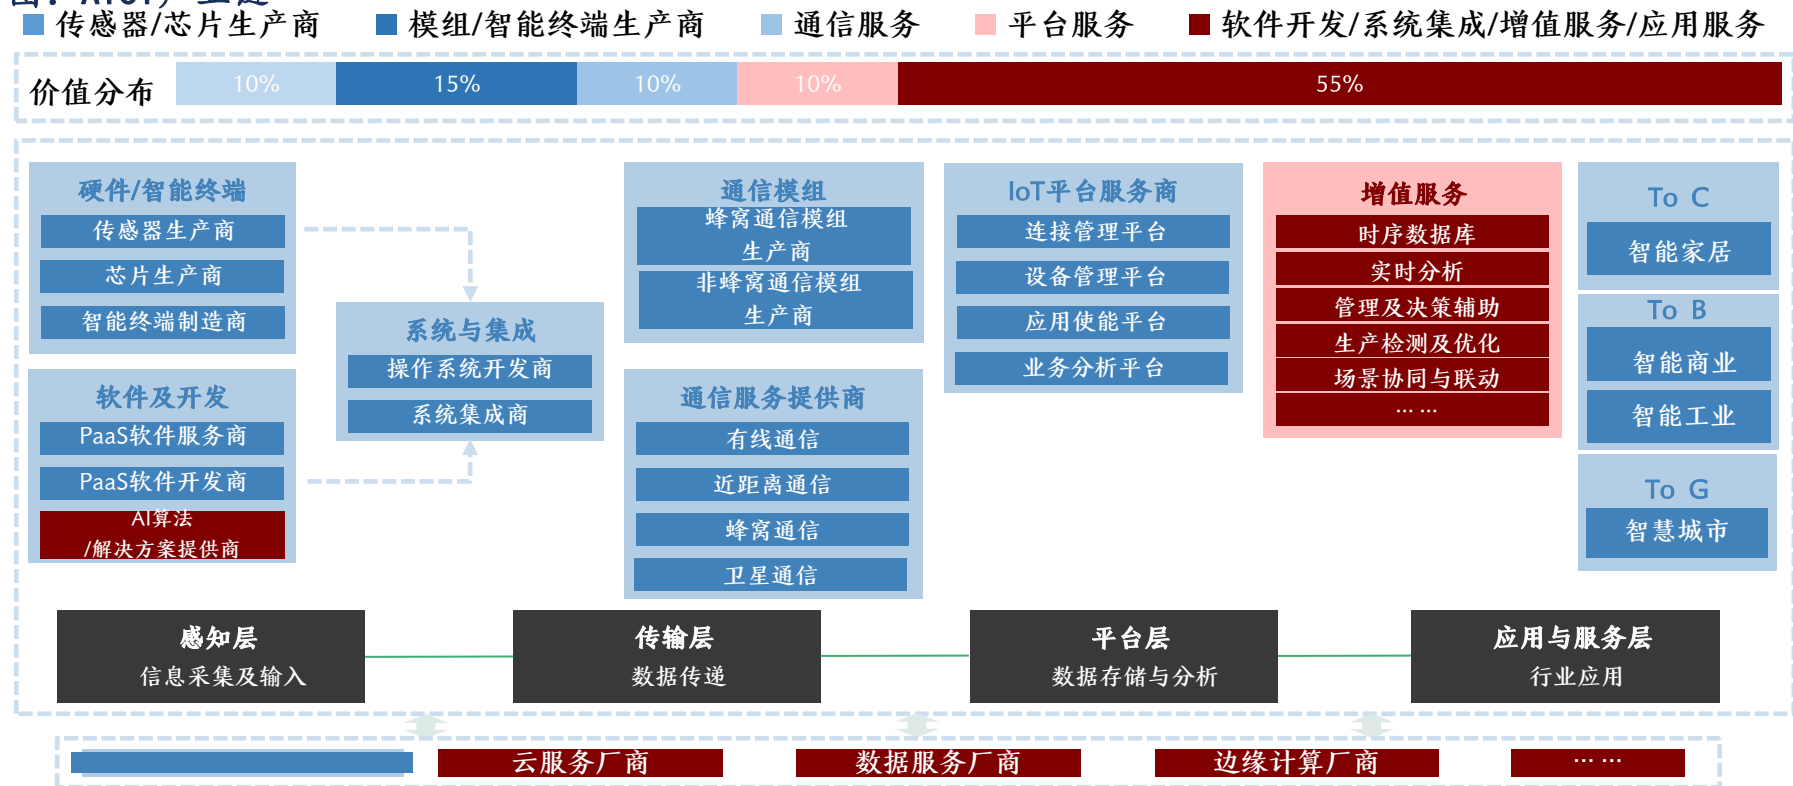 图：AIoT产业链
传感器/芯片生产商 模组/智能终端生产商 通信服务 平台服务 软件开发/系统集成/增值服务/应用服务
价值分布 10% 15% 10% 10% 55%
硬件/智能终端
传感器生产商
芯片生产商
智能终端制造商
软件及开发
PaaS软件服务商
PaaS软件开发商
AI算法
/解决方案提供商
系统与集成
操作系统开发商
系统集成商
通信模组
蜂窝通信模组
生产商
非蜂窝通信模组
生产商
通信服务提供商
有线通信
近距离通信
蜂窝通信
卫星通信
IoT平台服务商
连接管理平台
设备管理平台
应用使能平台
业务分析平台
增值服务
时序数据库
实时分析
管理及决策辅助
生产检测及优化
场景协同与联动
… …
To C
智能家居
To B
智能商业
智能工业
To G
智慧城市
感知层
信息采集及输入
传输层
数据传递
平台层
数据存储与分析
应用与服务层
行业应用
云服务厂商 数据服务厂商 边缘计算厂商 … …